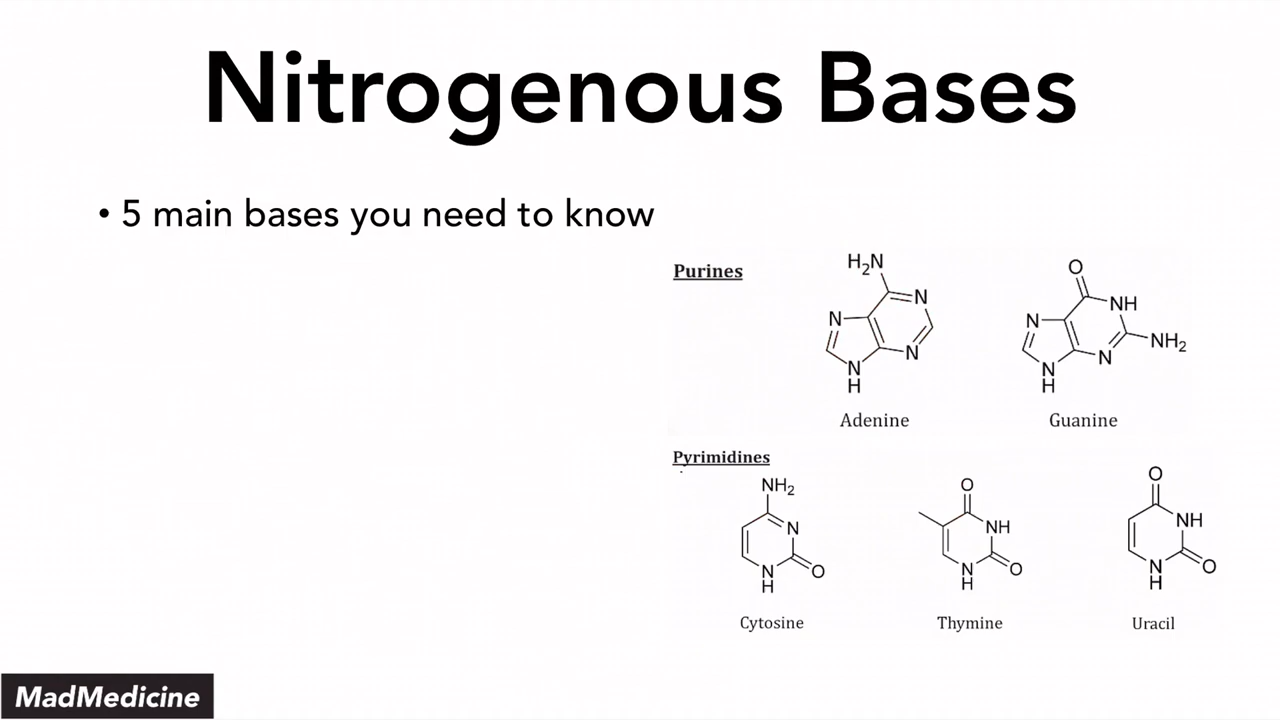 Nitrogenous Bases
• 5 main bases you need to know
Purines
H₂N
N
N
N
N
H
Adenine
O
N
NH
N
NH₂
N
H
Guanine
Pyrimidines
NH₂
N
N
H
O
Cytosine
O
NH
N
H
O
Thymine
O
NH
N
H
O
Uracil
MadMedicine